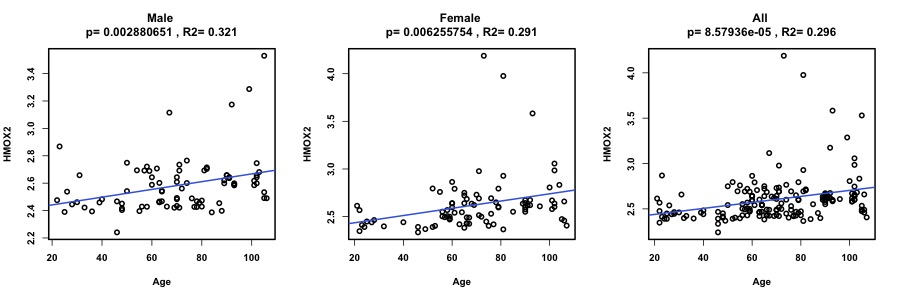 Male
p= 0.002880651 , R2= 0.321
HMOX2
2.2 2.4 2.6 2.8 3.0 3.2 3.4
20 40 60 80 100
Age
Female
p= 0.006255754 , R2= 0.291
HMOX2
2.5 3.0 3.5 4.0
20 40 60 80 100
Age
All
p= 8.57936e-05 , R2= 0.296
HMOX2
2.5 3.0 3.5 4.0
20 40 60 80 100
Age